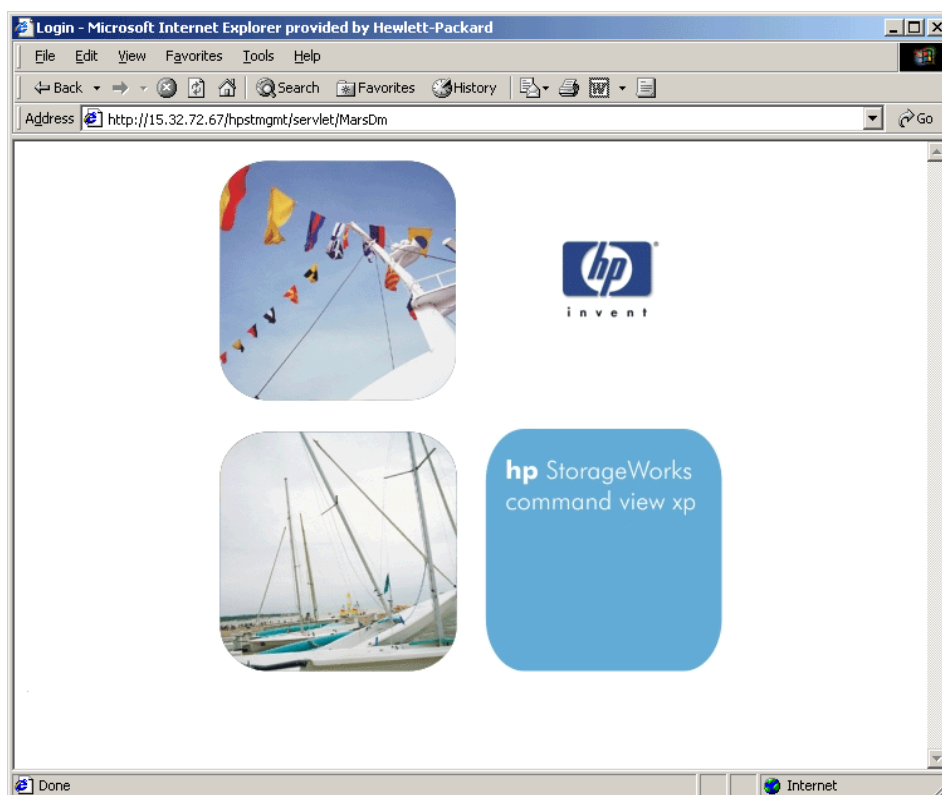 Login - Microsoft Internet Explorer provided by Hewlett-Packard
File Edit View Favorites Tools Help
Back Search Favorites History
Address http://15.32.72.67/hpstmgmt/servlet/MarsDm Go
hp
invent
hp StorageWorks
command view xp
Done Internet